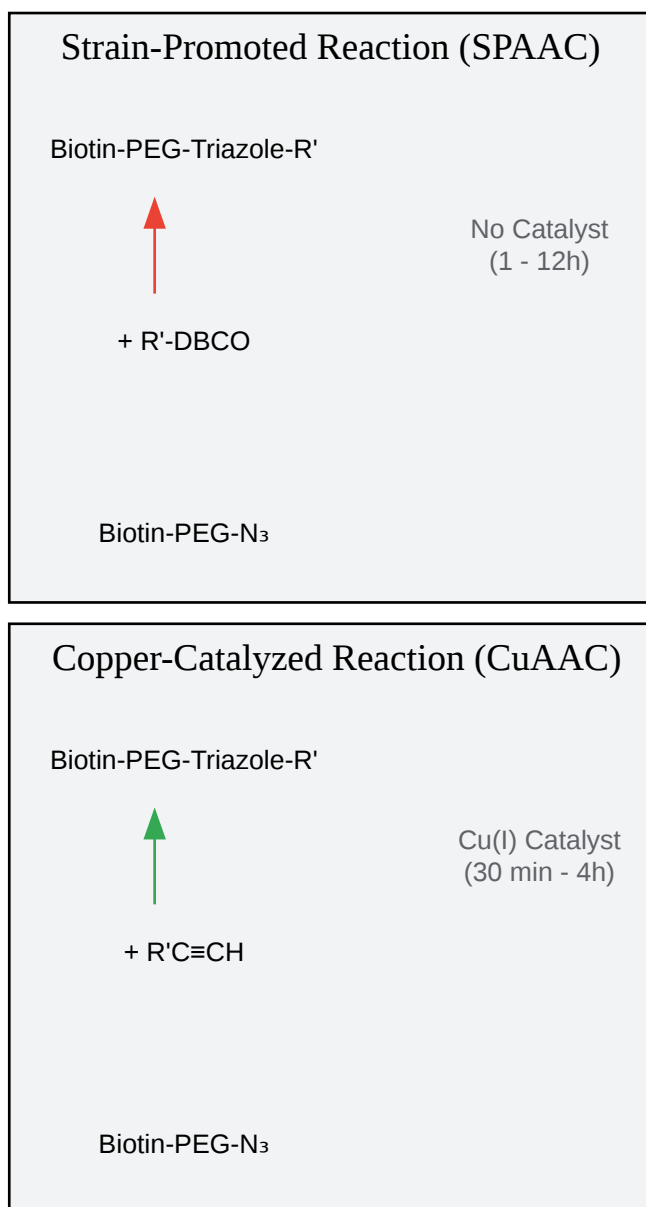 Strain-Promoted Reaction (SPAAC)
Biotin-PEG-Triazole-R'
No Catalyst
(1 - 12h)
+ R'-DBCO
Biotin-PEG-N₃
Copper-Catalyzed Reaction (CuAAC)
Biotin-PEG-Triazole-R'
Cu(I) Catalyst
(30 min - 4h)
+ R'C≡CH
Biotin-PEG-N₃